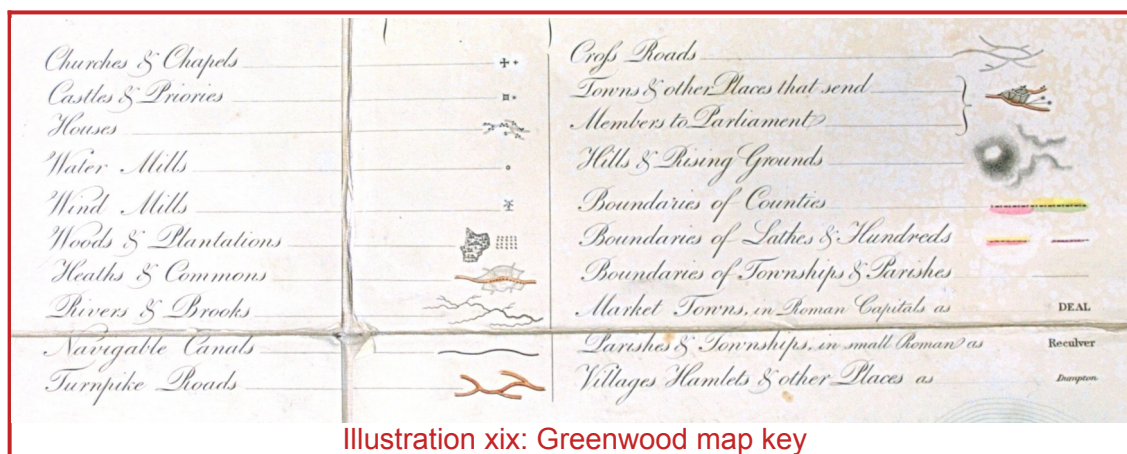 Churches & Chapels
Castles & Priories
Houses
Water Mills
Wind Mills
Woods & Plantations
Heaths & Commons
Rivers & Brooks
Navigable Canals
Turnpike Roads
Croſs Roads
Towns & other Places that send
Members to Parliament
Hills & Rising Grounds
Boundaries of Counties
Boundaries of Lathes & Hundreds
Boundaries of Townships & Parishes
Market Towns, in Roman Capitals as DEAL
Parishes & Townships, in small Roman as Reculver
Villages Hamlets & other Places as Dumpton
Illustration xix: Greenwood map key